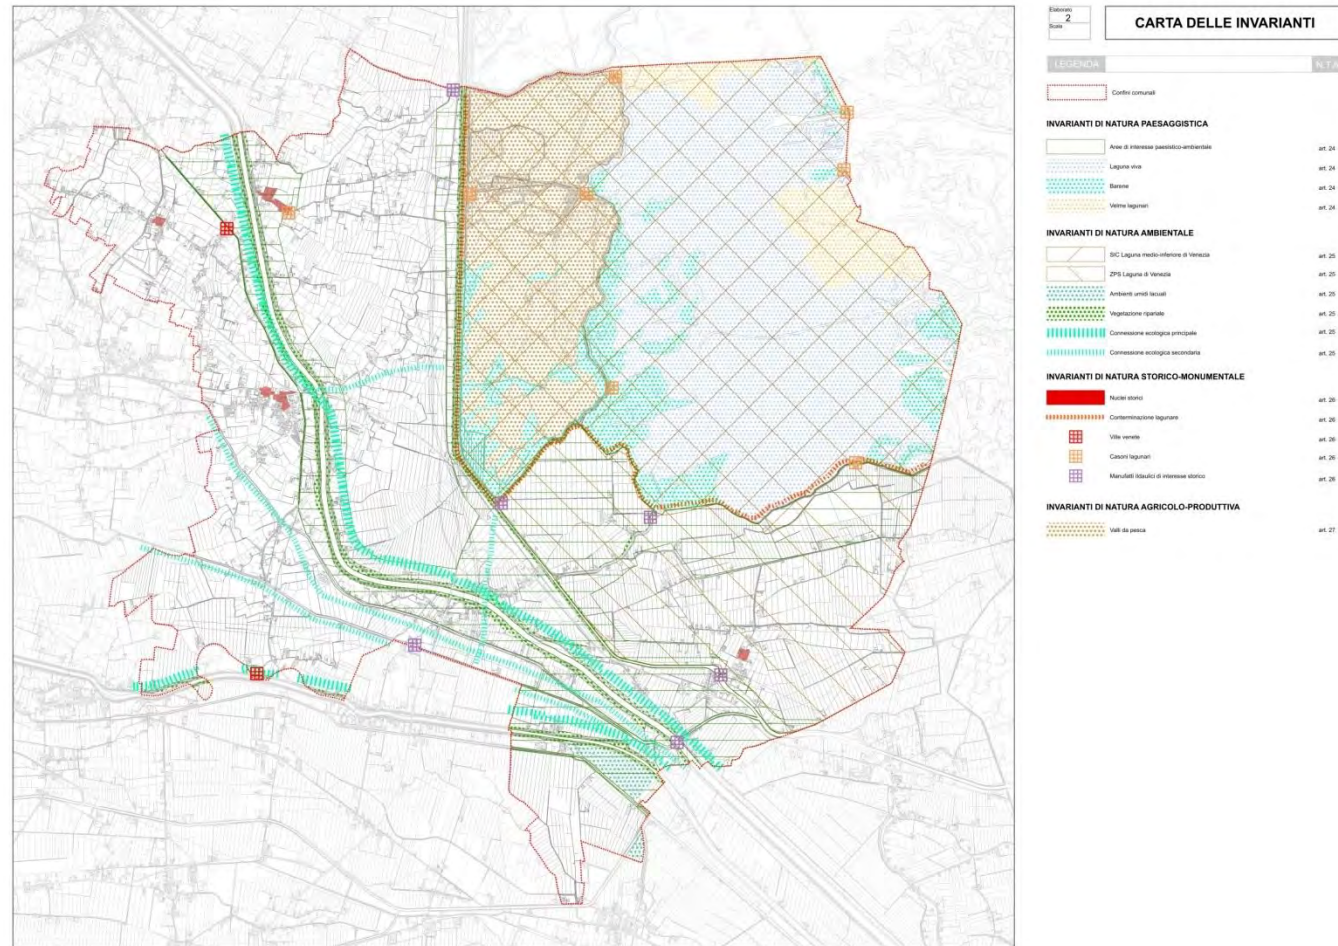 Elaborato
2
Scala
CARTA DELLE INVARIANTI
LEGENDA N.T.A
Confini comunali
INVARIANTI DI NATURA PAESAGGISTICA
Aree di interesse paesistico-ambientale art. 24
Laguna viva art. 24
Barene art. 24
Velme lagunari art. 24
INVARIANTI DI NATURA AMBIENTALE
SIC Laguna medio-inferiore di Venezia art. 25
ZPS Laguna di Venezia art. 25
Ambienti umidi lacuali art. 25
Vegetazione ripariale art. 25
Connessione ecologica principale art. 25
Connessione ecologica secondaria art. 25
INVARIANTI DI NATURA STORICO-MONUMENTALE
Nuclei storici art. 26
Conterminazione lagunare art. 26
Ville venete art. 26
Casoni lagunari art. 26
Manufatti idraulici di interesse storico art. 26
INVARIANTI DI NATURA AGRICOLO-PRODUTTIVA
Valli da pesca art. 27